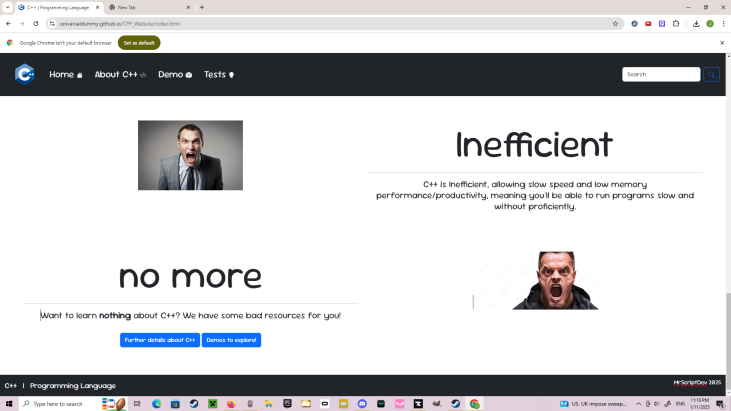 C++ | Programming Language
New Tab
universaldummy.github.io/CPP_Website/index.html
Google Chrome isn't your default browser
Set as default
Home
About C++ </>
Demo
Tests
Search
Inefficient
C++ is Inefficient, allowing slow speed and low memory
performance/productivity, meaning you'll be able to run programs slow and
without proficiently.
no more
Want to learn nothing about C++? We have some bad resources for you!
Further details about C++
Demos to explond
C++ | Programming Language
MrScriptDev 2025
Type here to search
US, UK impose sweep...
ENG
11:16 PM
1/11/2025